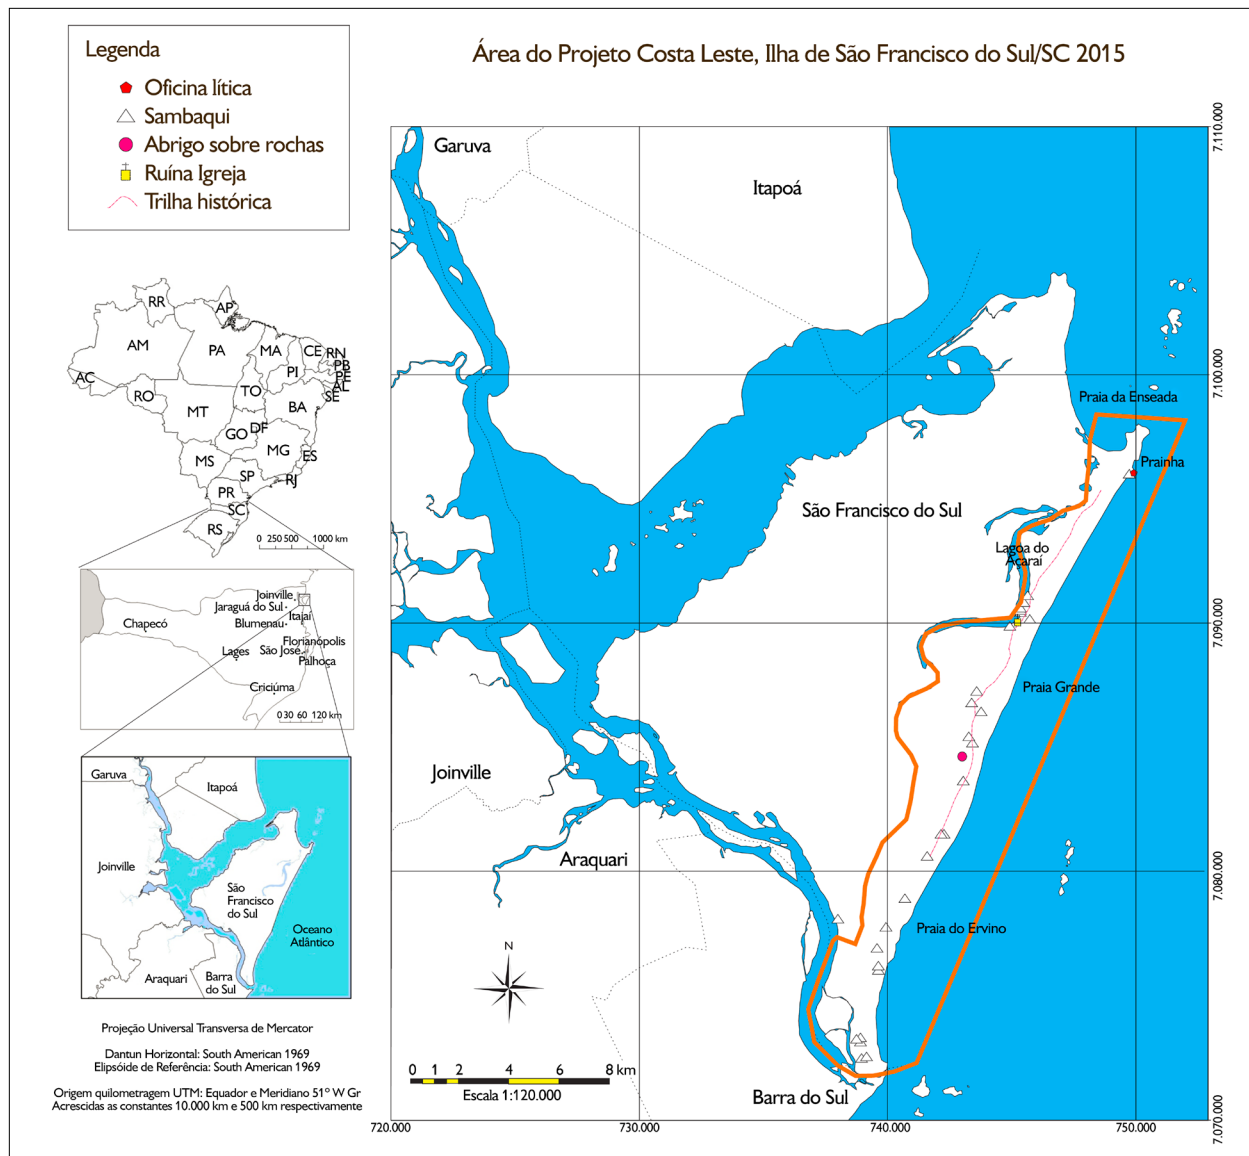 Legenda
Oficina lítica
Sambaqui
Abrigo sobre rochas
Ruína Igreja
Trilha histórica
Área do Projeto Costa Leste, Ilha de São Francisco do Sul/SC 2015
RR
AP
AM
PA
MA
CE
RN
PB
PE
AL
SE
PI
AC
RO
TO
BA
MT
DF
GO
MG
ES
MS
SP
RJ
PR
SC
RS
0 250 500 1000 km
Joinville
Jaraguá do Sul
Itajaí
Chapecó
Blumenau
Florianópolis
Lages
São José
Palhoça
Criciúma
0 30 60 120 km
Garuva
Itapoá
Joinville
São
Francisco
do Sul
Oceano
Atlântico
Araquari
Barra
do Sul
Projeção Universal Transversa de Mercator
Dantun Horizontal: South American 1969
Elipsóide de Referência: South American 1969
Origem quilometragem UTM: Equador e Meridiano 51° W Gr
Acrescidas as constantes 10.000 km e 500 km respectivamente
Garuva
Itapoá
Praia da Enseada
Prainha
São Francisco do Sul
Lagoa do
Açaraí
Praia Grande
Joinville
Araquari
Praia do Ervino
Barra do Sul
N
0 1 2 4 6 8 km
Escala 1:120.000
720.000
730.000
740.000
750.000
7.110.000
7.100.000
7.090.000
7.080.000
7.070.000